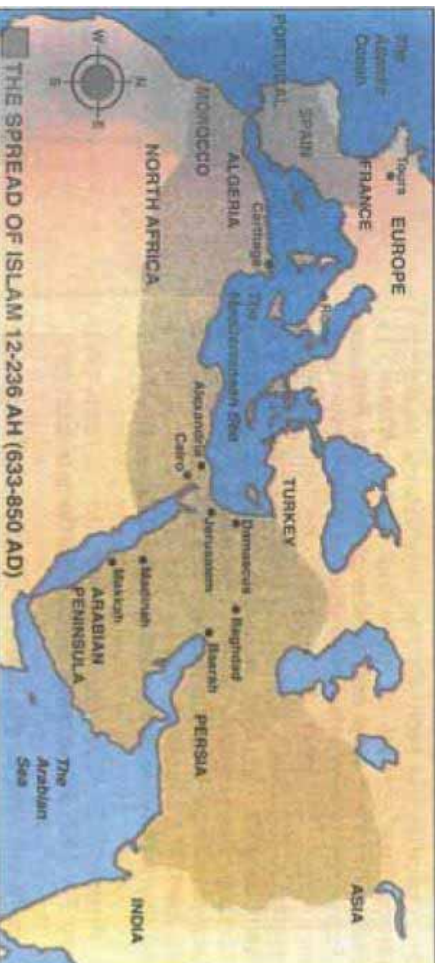 The
Atlantic
Ocean
Tours
EUROPE
FRANCE
PORTUGAL
SPAIN
The
Mediterranean Sea
Carthage
ALGERIA
MOROCCO
NORTH AFRICA
TURKEY
Damascus
Baghdad
Jerusalem
Basrah
Alexandria
Cairo
Madinah
Makkah
ARABIAN
PENINSULA
PERSIA
ASIA
INDIA
The
Arabian
Sea
N
W
E
S
THE SPREAD OF ISLAM 12-236 AH (633-850 AD)